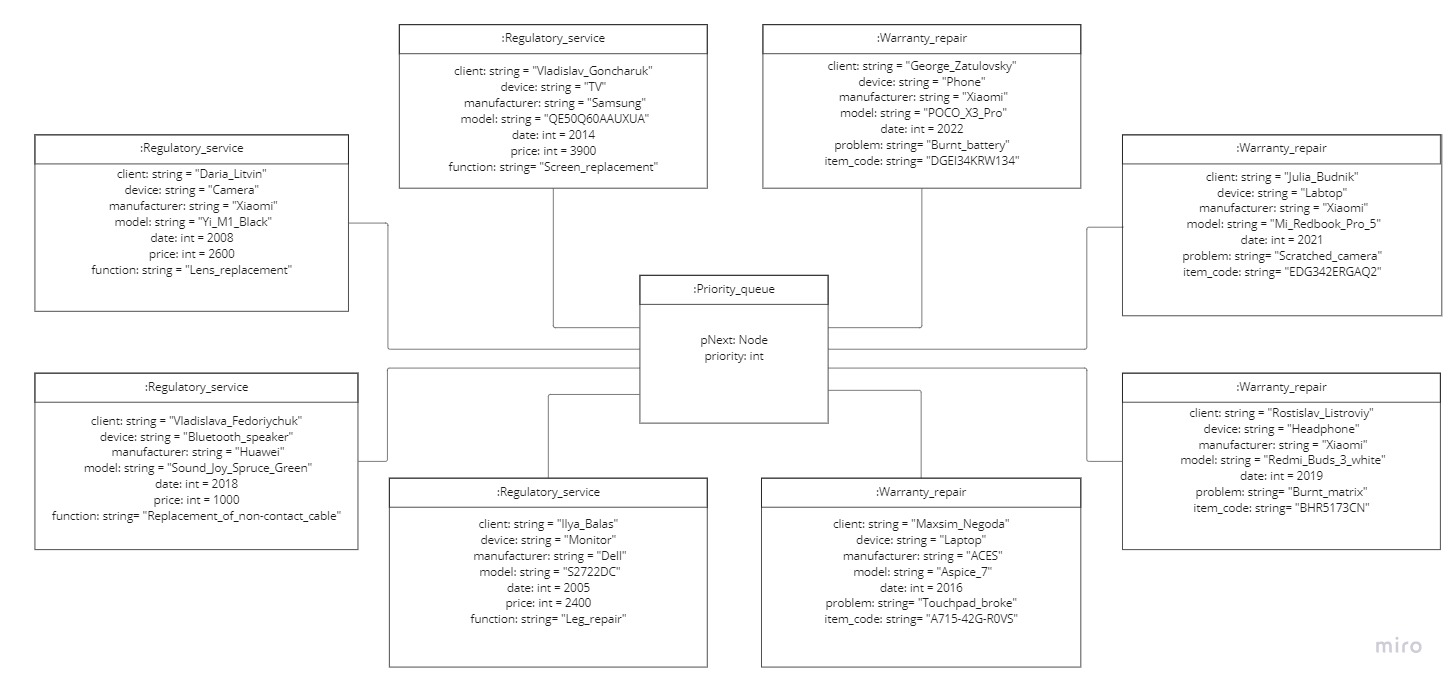 :Regulatory_service
client: string = "Vladislav_Goncharuk"
device: string = "TV"
manufacturer: string = "Samsung"
model: string = "QE50Q60AAUXUA"
date: int = 2014
price: int = 3900
function: string= "Screen_replacement"
:Warranty_repair
client: string = "George_Zatulovsky"
device: string = "Phone"
manufacturer: string = "Xiaomi"
model: string = "POCO_X3_Pro"
date: int = 2022
problem: string= "Burnt_battery"
item_code: string= "DGEI34KRW134"
:Regulatory_service
client: string = "Daria_Litvin"
device: string = "Camera"
manufacturer: string = "Xiaomi"
model: string = "Yi_M1_Black"
date: int = 2008
price: int = 2600
function: string = "Lens_replacement"
:Warranty_repair
client: string = "Julia_Budnik"
device: string = "Labtop"
manufacturer: string = "Xiaomi"
model: string = "Mi_Redbook_Pro_5"
date: int = 2021
problem: string= "Scratched_camera"
item_code: string= "EDG342ERGAQ2"
:Priority_queue
pNext: Node
priority: int
:Regulatory_service
client: string = "Vladislava_Fedoriychuk"
device: string = "Bluetooth_speaker"
manufacturer: string = "Huawei"
model: string = "Sound_Joy_Spruce_Green"
date: int = 2018
price: int = 1000
function: string= "Replacement_of_non-contact_cable"
:Warranty_repair
client: string = "Rostislav_Listroviy"
device: string = "Headphone"
manufacturer: string = "Xiaomi"
model: string = "Redmi_Buds_3_white"
date: int = 2019
problem: string= "Burnt_matrix"
item_code: string= "BHR5173CN"
:Regulatory_service
client: string = "Ilya_Balas"
device: string = "Monitor"
manufacturer: string = "Dell"
model: string = "S2722DC"
date: int = 2005
price: int = 2400
function: string= "Leg_repair"
:Warranty_repair
client: string = "Maxsim_Negoda"
device: string = "Laptop"
manufacturer: string = "ACES"
model: string = "Aspice_7"
date: int = 2016
problem: string= "Touchpad_broke"
item_code: string= "A715-42G-R0VS"
miro